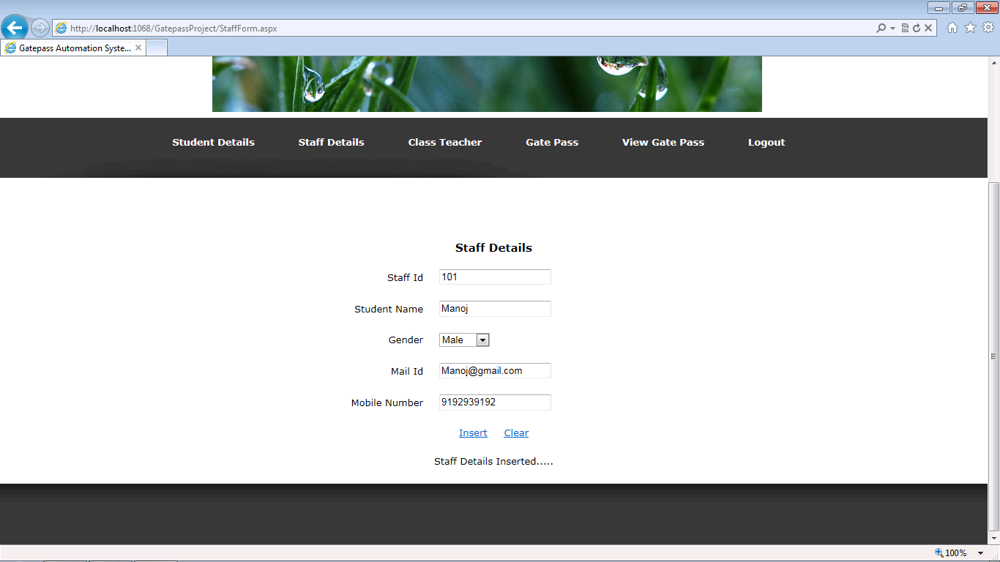 http://localhost:1068/GatepassProject/StaffForm.aspx
Gatepass Automation Syste...
Student Details Staff Details Class Teacher Gate Pass View Gate Pass Logout
Staff Details
Staff Id 101
Student Name Manoj
Gender Male
Mail Id Manoj@gmail.com
Mobile Number 9192939192
Insert Clear
Staff Details Inserted.....
100%